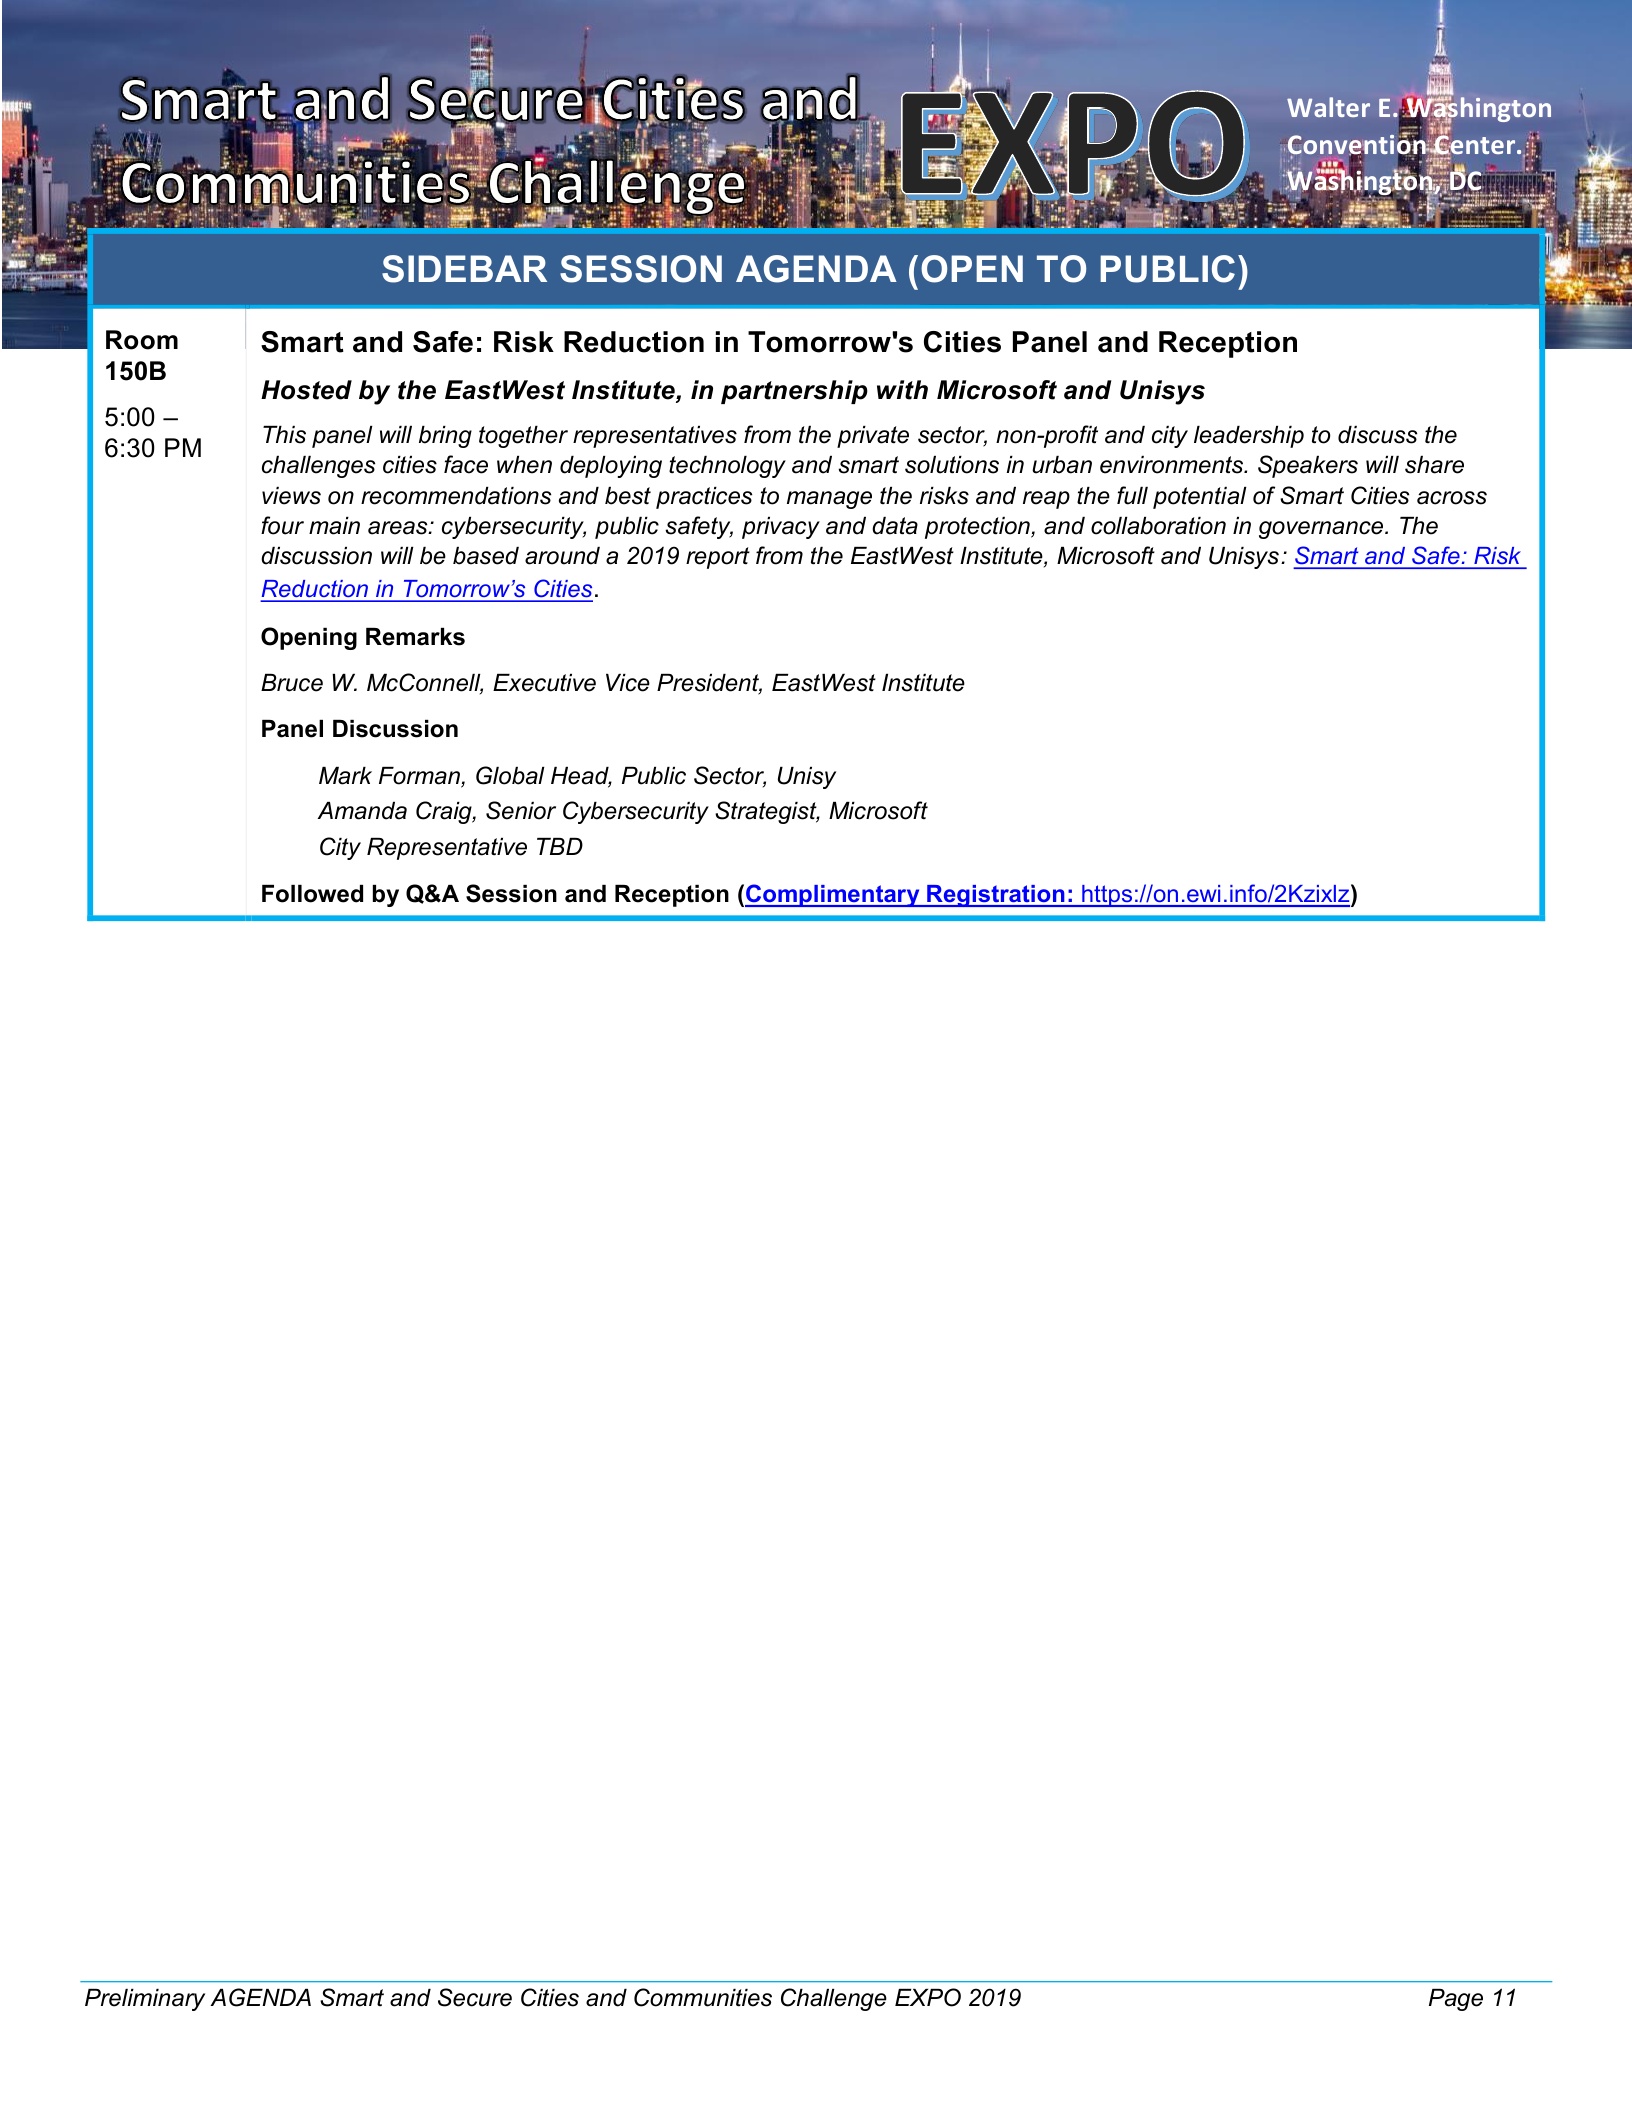 Smart and Secure Cities and
Communities Challenge
EXPO
Walter E. Washington
Convention Center.
Washington, DC
SIDEBAR SESSION AGENDA (OPEN TO PUBLIC)
Room
150B
5:00 –
6:30 PM
Smart and Safe: Risk Reduction in Tomorrow's Cities Panel and Reception
Hosted by the EastWest Institute, in partnership with Microsoft and Unisys
This panel will bring together representatives from the private sector, non-profit and city leadership to discuss the
challenges cities face when deploying technology and smart solutions in urban environments. Speakers will share
views on recommendations and best practices to manage the risks and reap the full potential of Smart Cities across
four main areas: cybersecurity, public safety, privacy and data protection, and collaboration in governance. The
discussion will be based around a 2019 report from the EastWest Institute, Microsoft and Unisys: Smart and Safe: Risk
Reduction in Tomorrow’s Cities.
Opening Remarks
Bruce W. McConnell, Executive Vice President, EastWest Institute
Panel Discussion
Mark Forman, Global Head, Public Sector, Unisy
Amanda Craig, Senior Cybersecurity Strategist, Microsoft
City Representative TBD
Followed by Q&A Session and Reception (Complimentary Registration: https://on.ewi.info/2Kzixlz)
Preliminary AGENDA Smart and Secure Cities and Communities Challenge EXPO 2019
Page 11